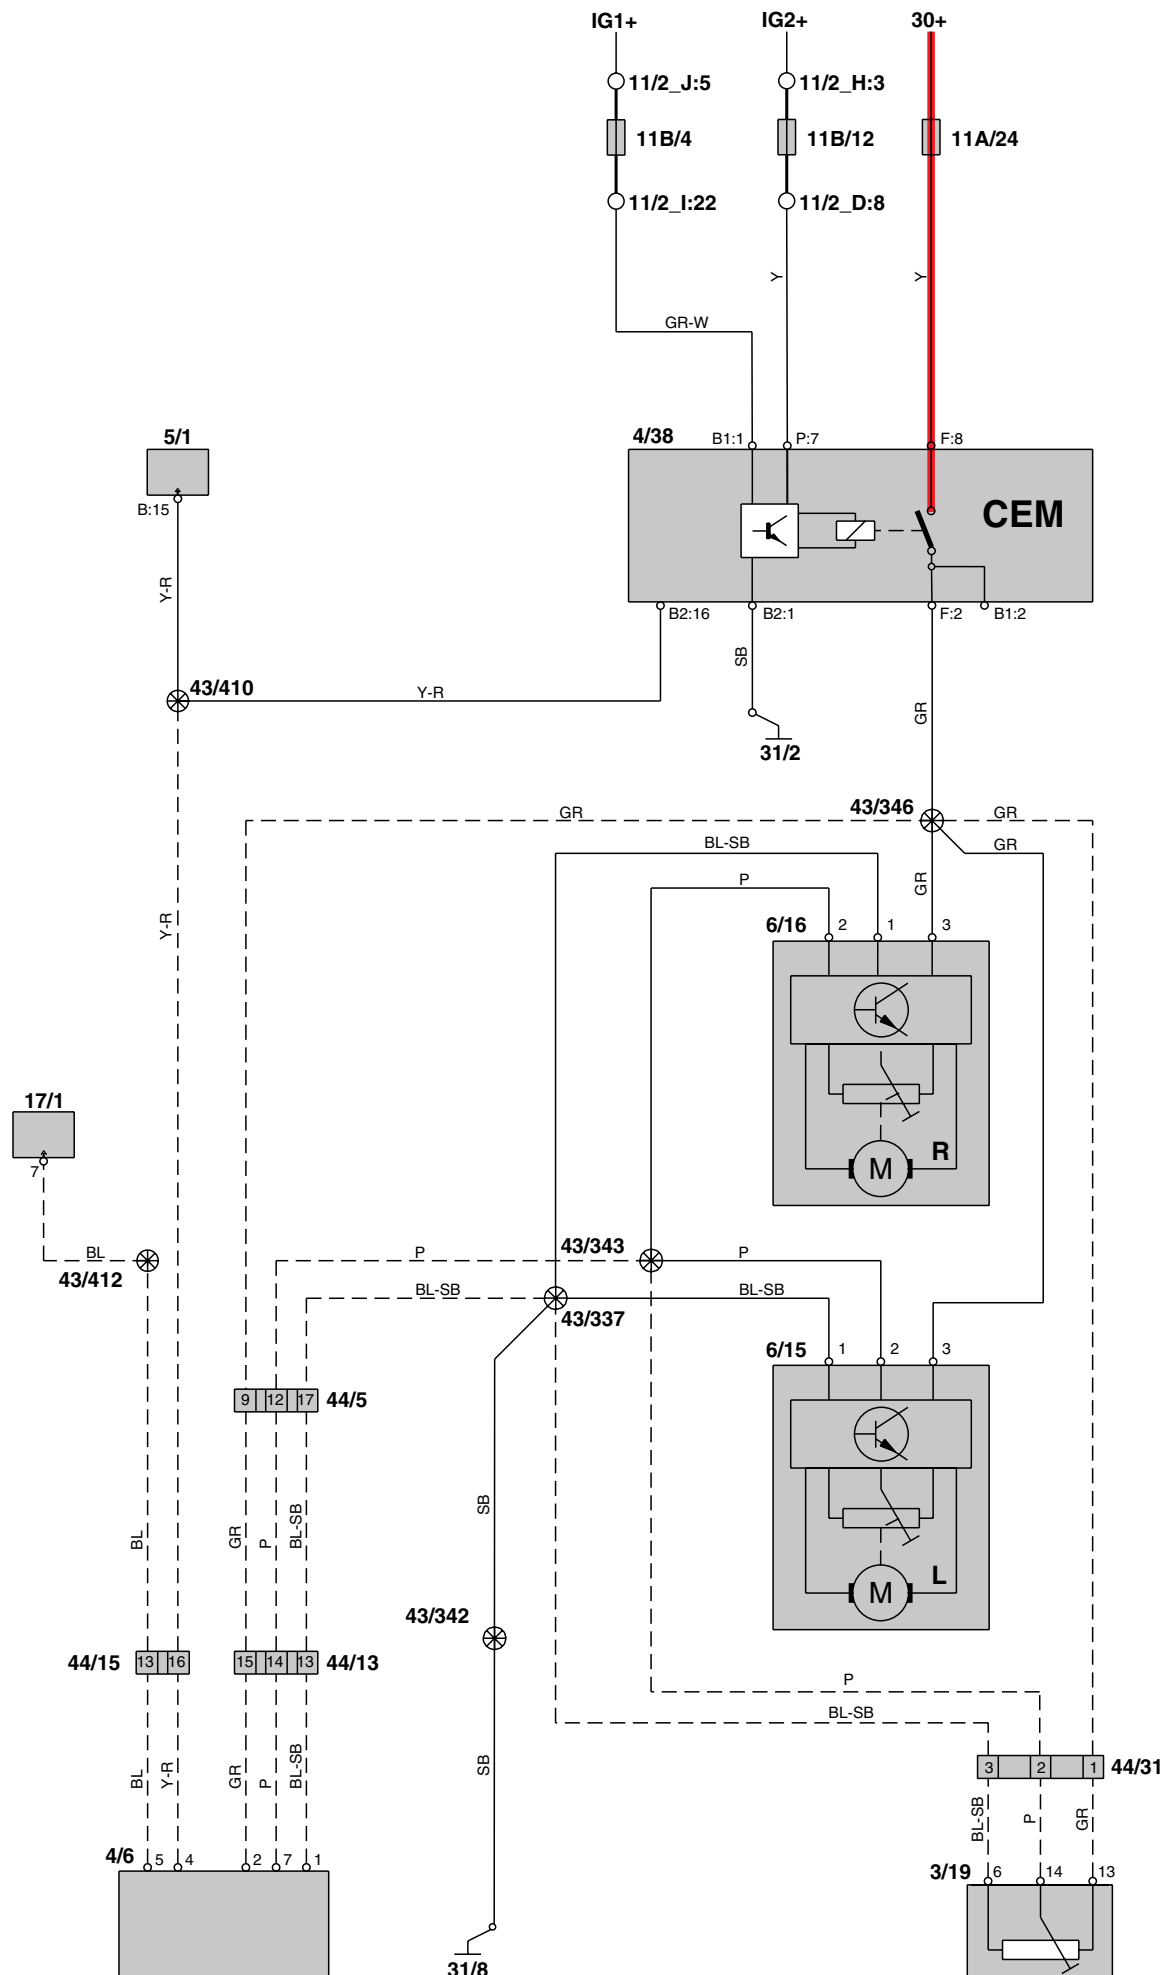 IG1+ IG2+ 30+
11/2_J:5 11/2_H:3
11B/4 11B/12 11A/24
11/2_I:22 11/2_D:8
Y Y
GR-W
5/1 4/38 B1:1 P:7 F:8
B:15 CEM
Y-R
B2:16 B2:1 F:2 B1:2
SB
43/410 Y-R GR
31/2
43/346
GR GR
BL-SB GR
P GR
Y-R 6/16 2 1 3
17/1
7 M R
BL P 43/343 P
43/412
BL-SB BL-SB
43/337
6/15 1 2 3
9 12 17 44/5
BL GR P BL-SB SB
M L
43/342
44/15 13 16 15 14 13 44/13
P
BL-SB
BL Y-R GR P BL-SB SB
3 2 1 44/31
BL-SB P GR
4/6 5 4 2 7 1
3/19 6 14 13
31/8